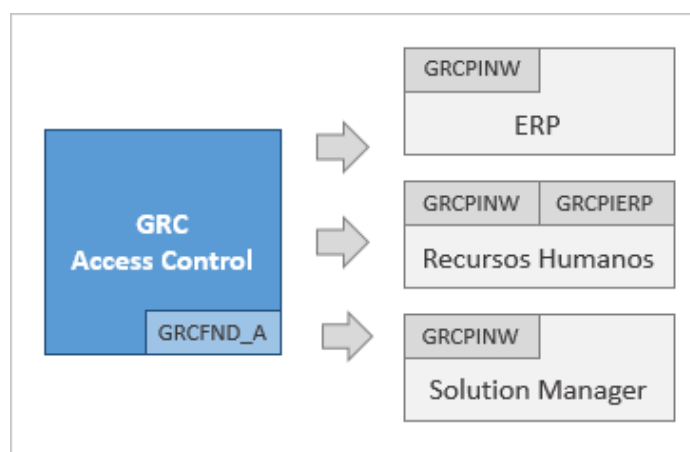 GRC
Access Control
GRCFND_A
GRCPINW
ERP
GRCPINW GRCPIERP
Recursos Humanos
GRCPINW
Solution Manager